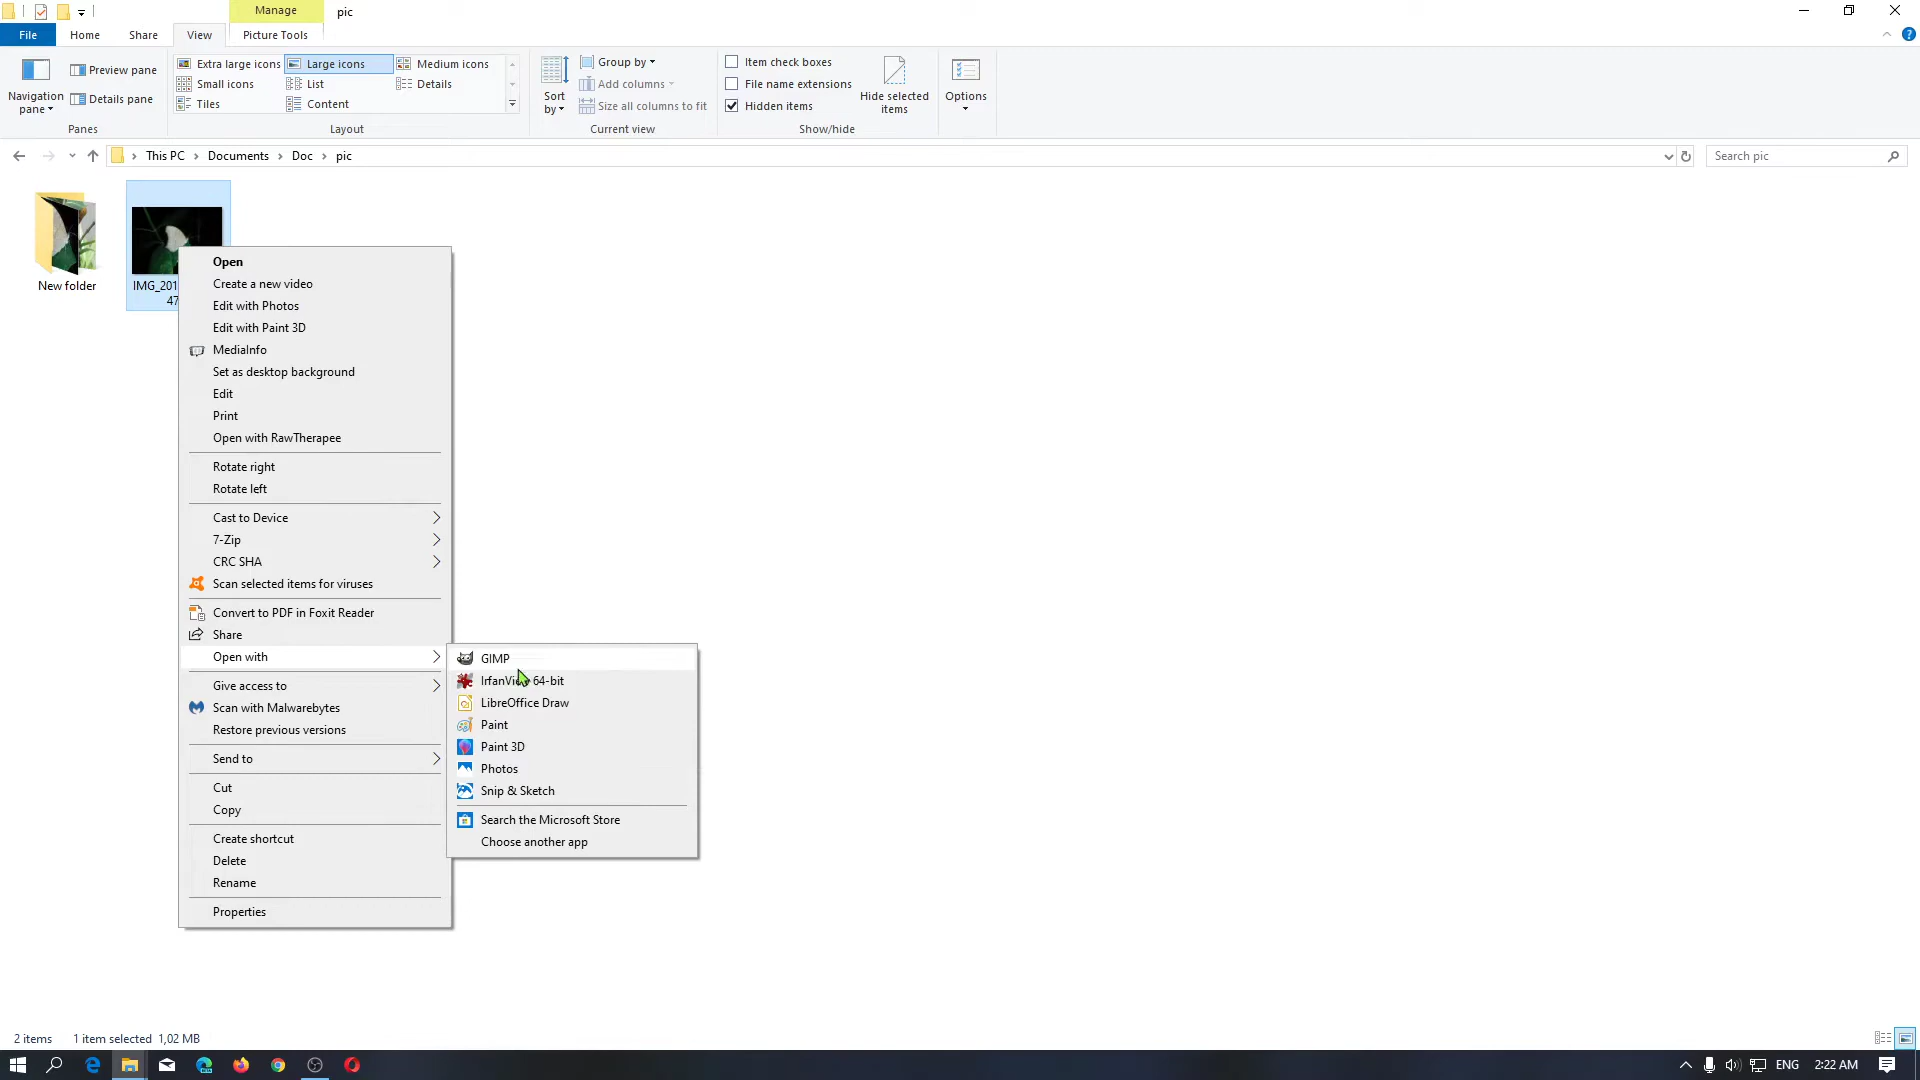 Manage
pic
File
Home
Share
View
Picture Tools
Navigation pane
Preview pane
Details pane
Panes
Extra large icons
Large icons
Medium icons
Small icons
List
Details
Tiles
Content
Layout
Sort by
Group by
Add columns
Size all columns to fit
Current view
Item check boxes
File name extensions
Hidden items
Hide selected items
Show/hide
Options
This PC
Documents
Doc
pic
Search pic
New folder
IMG_201
47
Open
Create a new video
Edit with Photos
Edit with Paint 3D
MediaInfo
Set as desktop background
Edit
Print
Open with RawTherapee
Rotate right
Rotate left
Cast to Device
7-Zip
CRC SHA
Scan selected items for viruses
Convert to PDF in Foxit Reader
Share
Open with
Give access to
Scan with Malwarebytes
Restore previous versions
Send to
Cut
Copy
Create shortcut
Delete
Rename
Properties
GIMP
64-bit
LibreOffice Draw
Paint
Paint 3D
Photos
Snip & Sketch
Search the Microsoft Store
Choose another app
2 items
1 item selected 1,02 MB
ENG
2:22 AM